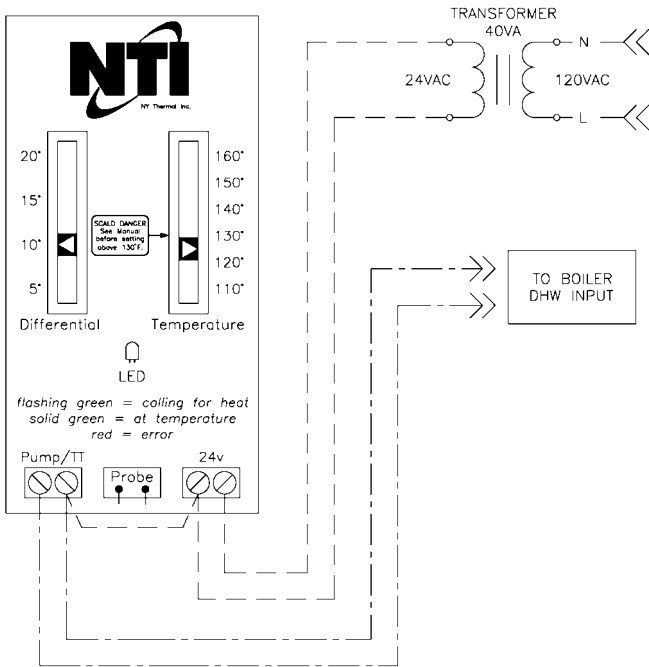 NTI
NY Thermal Inc.
TRANSFORMER
40VA
24VAC
120VAC
N
L
20°
15°
10°
5°
160°
150°
140°
130°
120°
110°
SCALD DANGER
See Manual
before setting
above 130°F.
Differential
Temperature
TO BOILER
DHW INPUT
LED
flashing green = calling for heat
solid green = at temperature
red = error
Pump/TT
Probe
24v